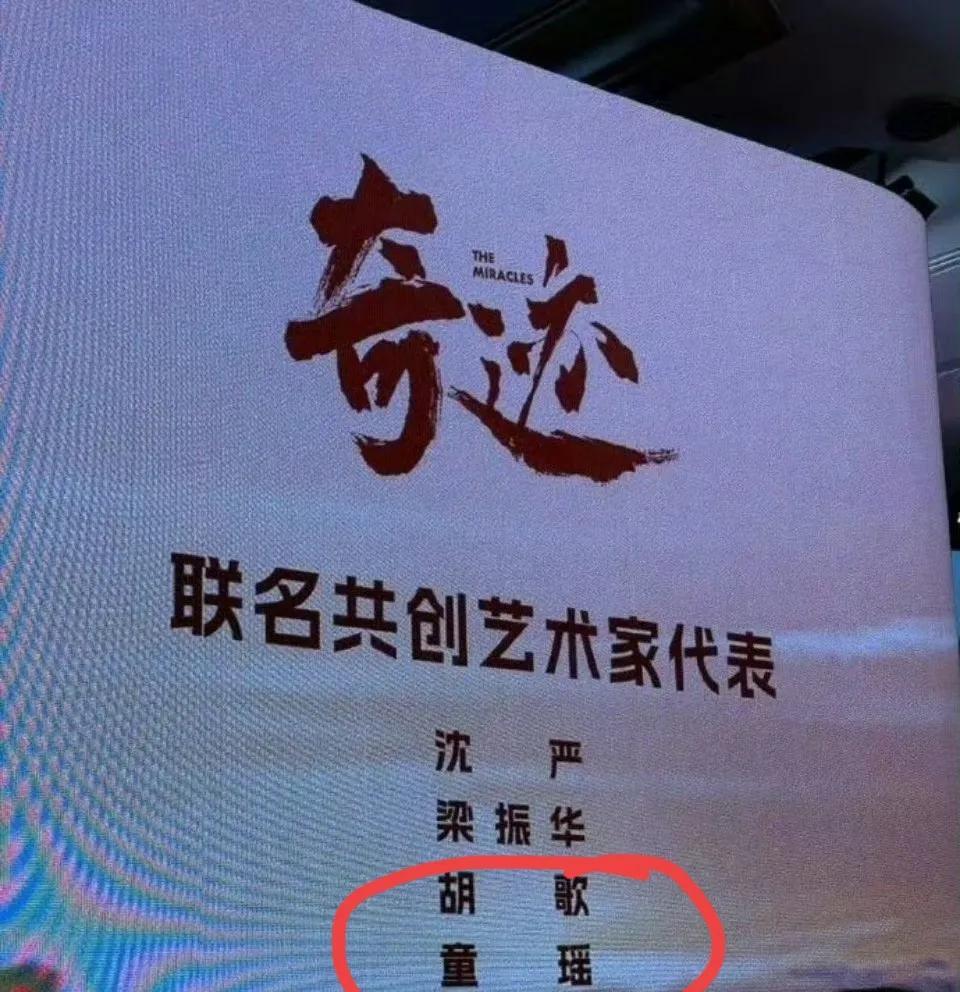 奇迹
THE
MIRACLES
联名共创艺术家代表
沈 严
梁振华
胡 歌
童 瑶